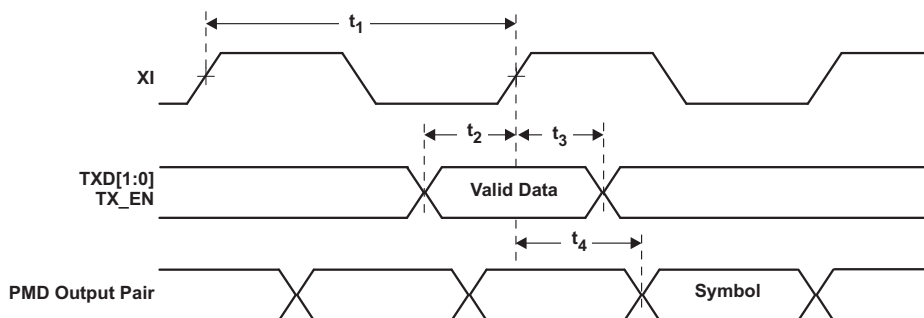 t1
XI
t2
t3
TXD[1:0]
TX_EN
Valid Data
t4
PMD Output Pair
Symbol